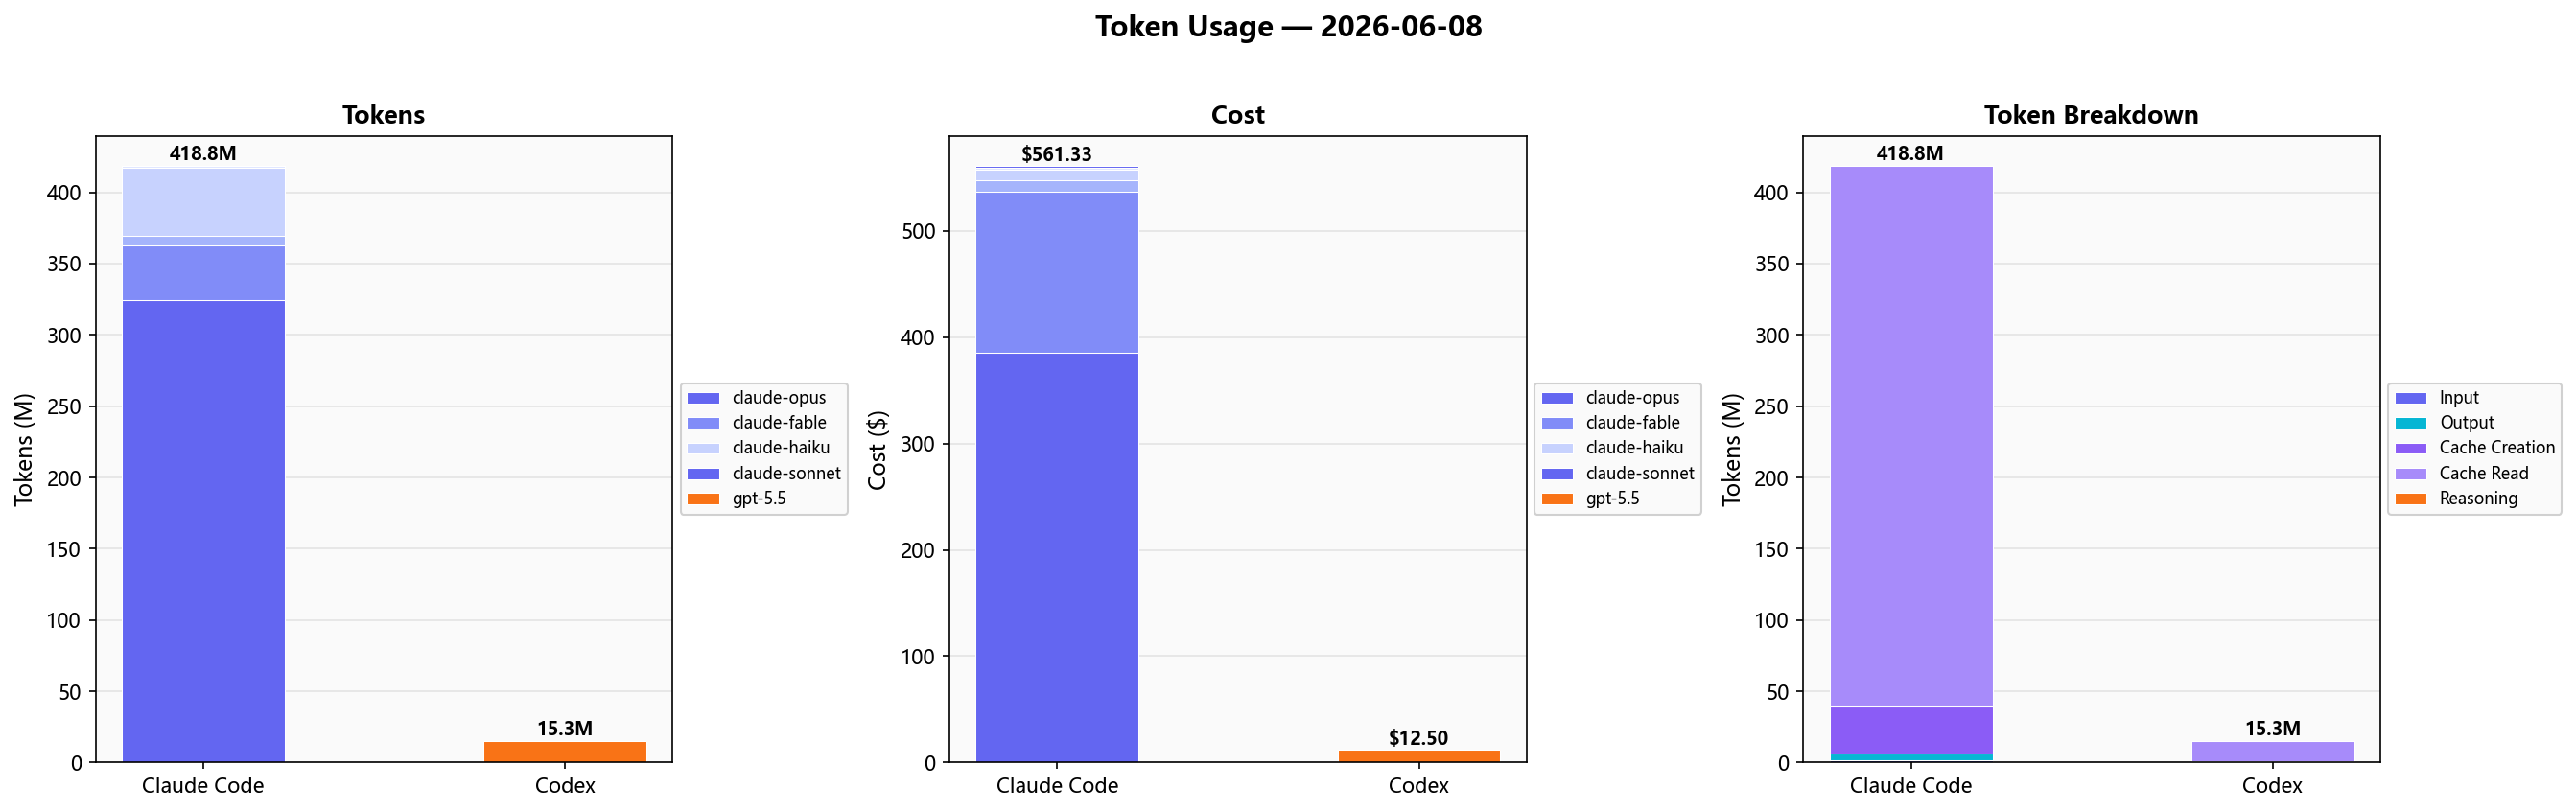 Token Usage — 2026-06-08
Tokens
418.8M
400
350
300
250
200
150
100
50
0
Tokens (M)
15.3M
Claude Code
Codex
claude-opus
claude-fable
claude-haiku
claude-sonnet
gpt-5.5
Cost
$561.33
500
400
300
200
100
0
Cost ($)
$12.50
Claude Code
Codex
claude-opus
claude-fable
claude-haiku
claude-sonnet
gpt-5.5
Token Breakdown
418.8M
400
350
300
250
200
150
100
50
0
Tokens (M)
15.3M
Claude Code
Codex
Input
Output
Cache Creation
Cache Read
Reasoning